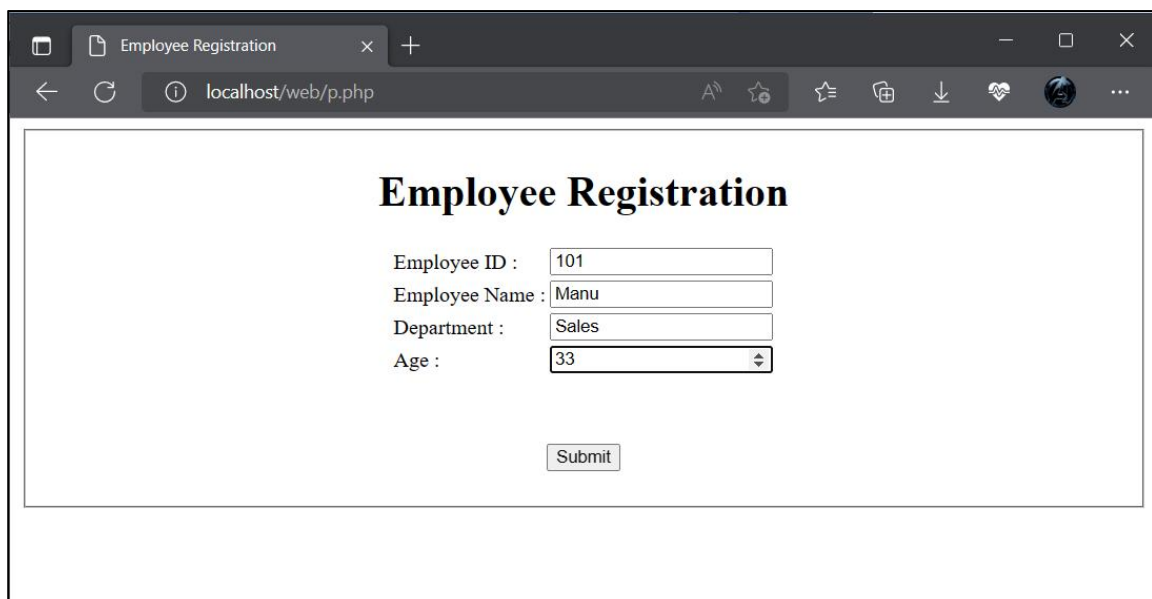 Employee Registration
localhost/web/p.php
Employee Registration
Employee ID : 101
Employee Name : Manu
Department : Sales
Age : 33
Submit